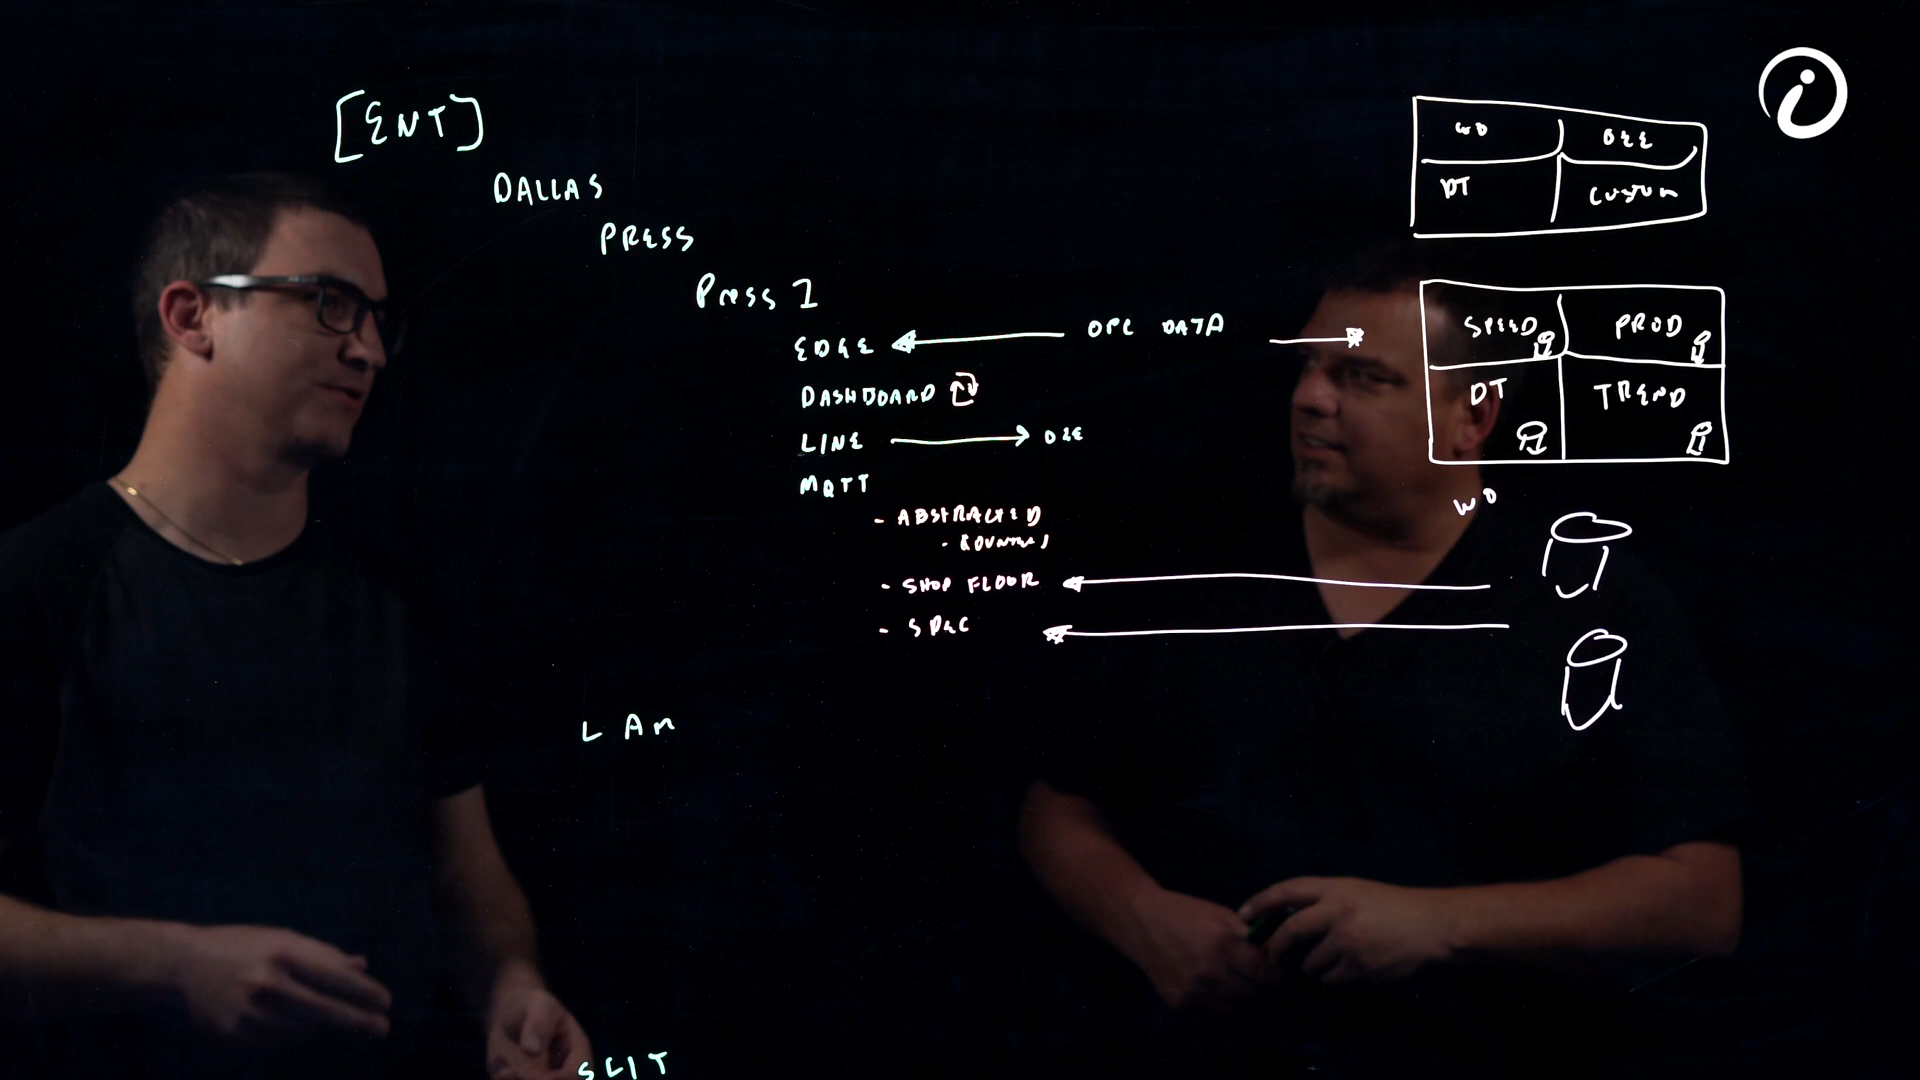 [ENT]
DALLAS
PRESS
PRESS 1
EDGE
OPC DATA
DASHBOARD
LINE
OEE
MQTT
- ABSTRACTED
- SHOP FLOOR
- SPEC
LAM
SLIT
WO
OEE
DT
CUSTOM
SPEED
PROD
DT
TREND
WO